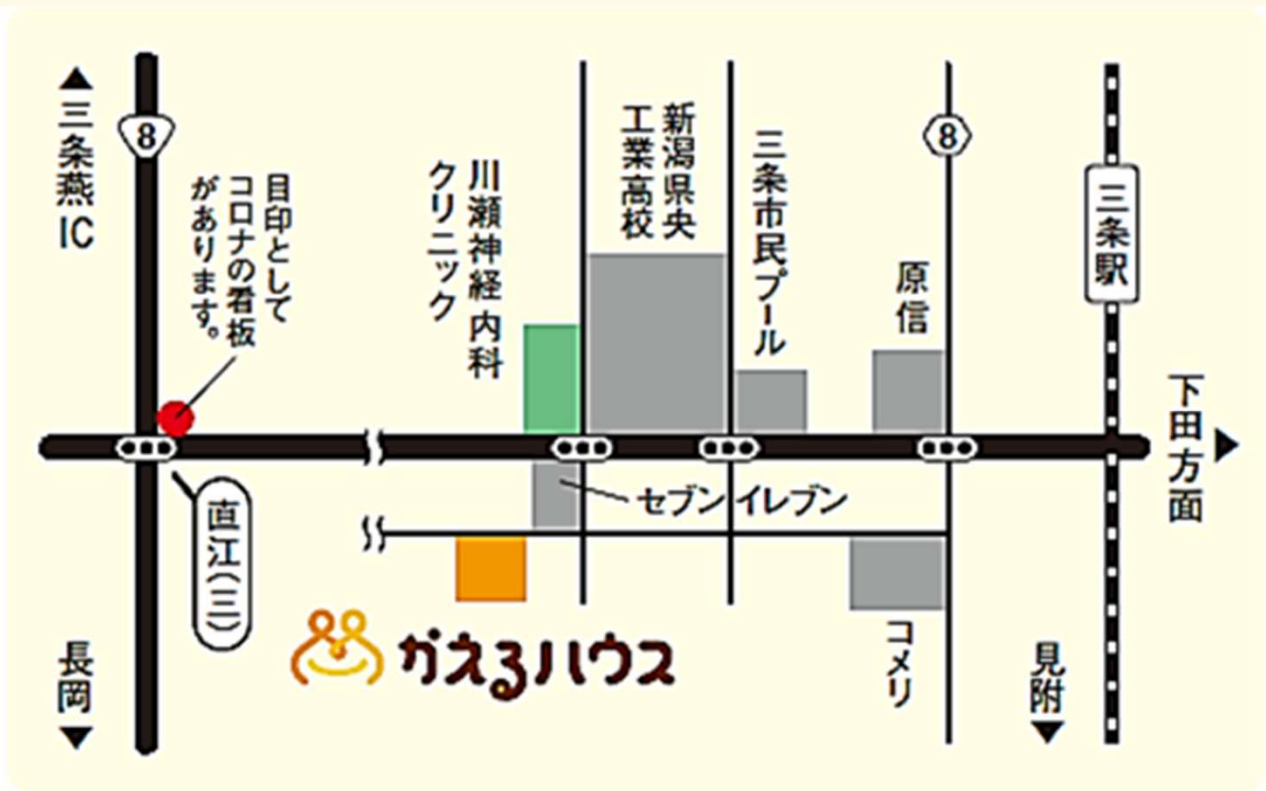 ▲三条燕IC
8
目印として
コロナの看板
があります。
川瀬神経内科
クリニック
新潟県央
工業高校
三条市民プール
原信
8
三条駅
下田方面▶
セブンイレブン
直江(三)
かえるハウス
コメリ
長岡▼
見附▼